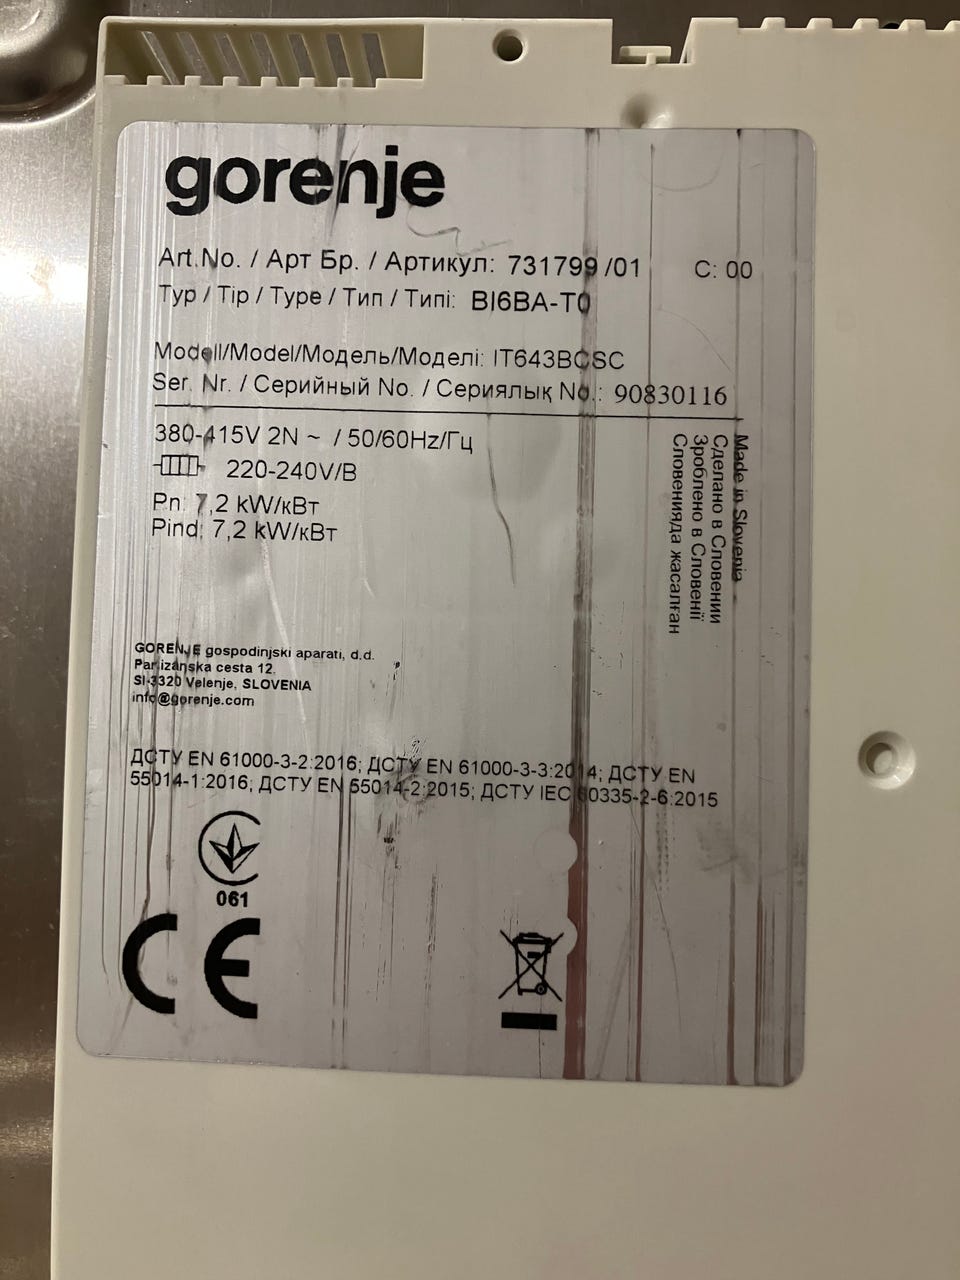 gorenje
Art.No. / Арт Бр. / Артикул: 731799 /01 C: 00
Typ / Tip / Type / Тип / Типі: BI6BA-T0
Modell/Model/Модель/Моделі: IT643BCSC
Ser. Nr. / Серийный No. / Сериялық No.: 90830116
380-415V 2N ~ / 50/60Hz/Гц
220-240V/В
Pn: 7,2 kW/кВт
Pind: 7,2 kW/кВт
Made in Slovenia
Сделано в Словении
Зроблено в Словенії
Словенияда жасалған
GORENJE gospodinjski aparati, d.d.
Partizanska cesta 12,
SI-3320 Velenje, SLOVENIA
info@gorenje.com
ДСТУ EN 61000-3-2:2016; ДСТУ EN 61000-3-3:2014; ДСТУ EN
55014-1:2016; ДСТУ EN 55014-2:2015; ДСТУ IEC 60335-2-6:2015
061
CE